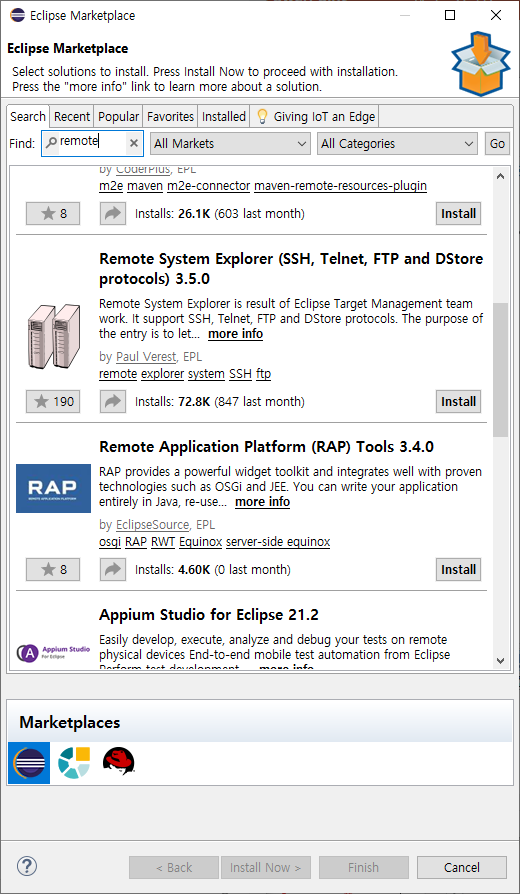 Eclipse Marketplace
Eclipse Marketplace
Select solutions to install. Press Install Now to proceed with installation.
Press the "more info" link to learn more about a solution.
Search Recent Popular Favorites Installed Giving IoT an Edge
Find: remote All Markets All Categories Go
by CoderPlus, EPL
m2e maven m2e-connector maven-remote-resources-plugin
8 Installs: 26.1K (603 last month) Install
Remote System Explorer (SSH, Telnet, FTP and DStore
protocols) 3.5.0
Remote System Explorer is result of Eclipse Target Management team
work. It support SSH, Telnet, FTP and DStore protocols. The purpose of
the entry is to let... more info
by Paul Verest, EPL
remote explorer system SSH ftp
190 Installs: 72.8K (847 last month) Install
Remote Application Platform (RAP) Tools 3.4.0
RAP
REMOTE APPLICATION PLATFORM
RAP provides a powerful widget toolkit and integrates well with proven
technologies such as OSGi and JEE. You can write your application
entirely in Java, re-use... more info
by EclipseSource, EPL
osgi RAP RWT Equinox server-side equinox
8 Installs: 4.60K (0 last month) Install
Appium Studio for Eclipse 21.2
Appium Studio
For Eclipse
Easily develop, execute, analyze and debug your tests on remote
physical devices End-to-end mobile test automation from Eclipse
Perform test development... more info
Marketplaces
? < Back Install Now > Finish Cancel